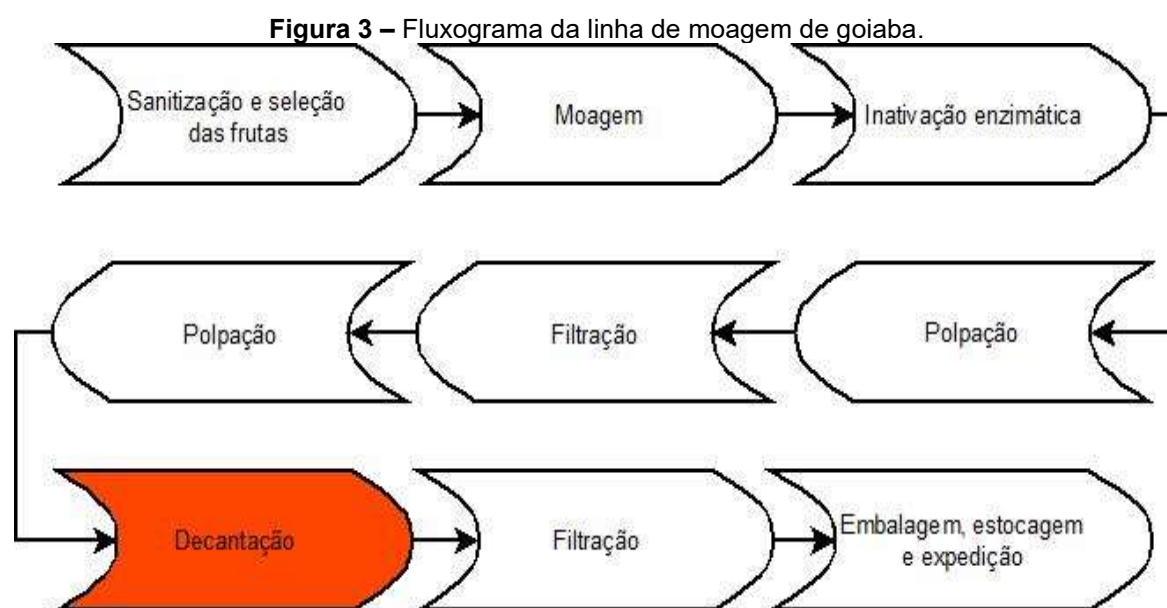 Figura 3 – Fluxograma da linha de moagem de goiaba.
Sanitização e seleção
das frutas
Moagem
Inativação enzimática
Polpação
Filtração
Polpação
Decantação
Filtração
Embalagem, estocagem
e expedição